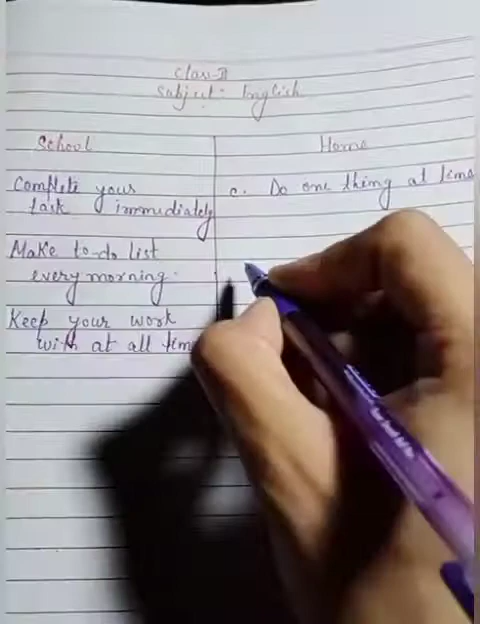 Class-II
Subject: English
School
Home
Complete your
task immediately
c. Do one thing at time
Make to-do list
every morning.
Keep your work
with at all time